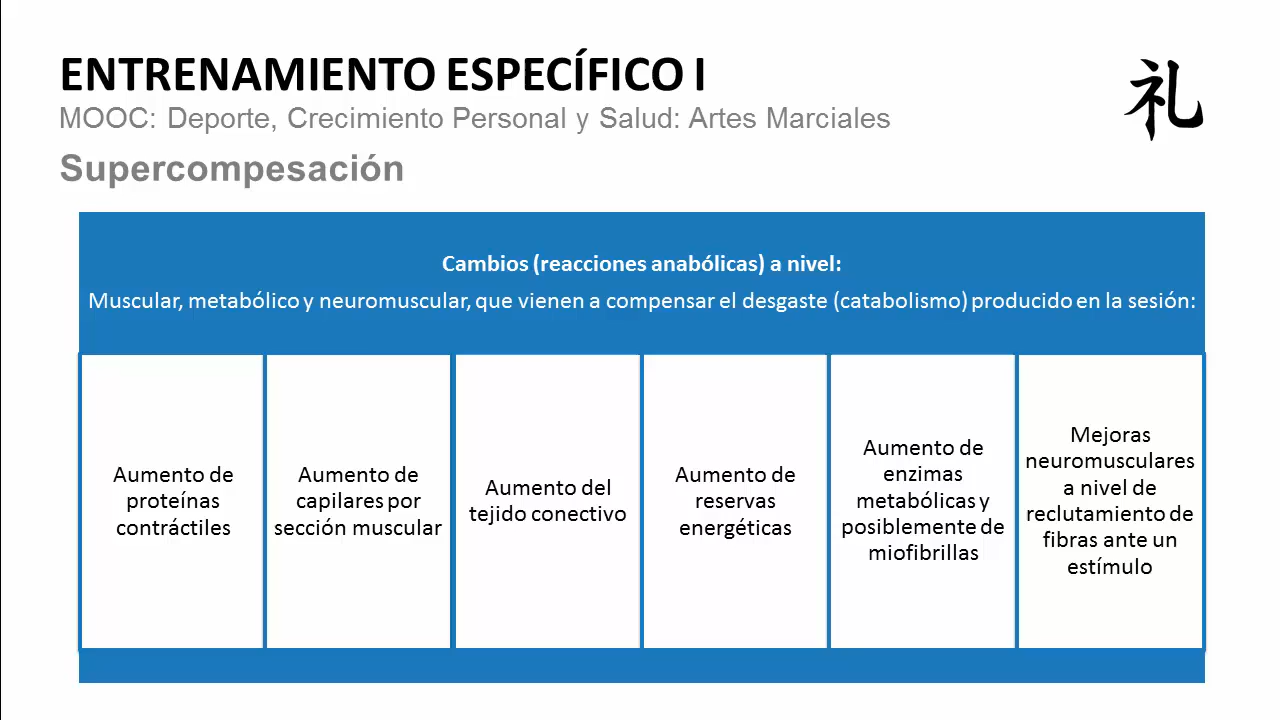 ENTRENAMIENTO ESPECÍFICO I
MOOC: Deporte, Crecimiento Personal y Salud: Artes Marciales
礼
Supercompesación
Cambios (reacciones anabólicas) a nivel:
Muscular, metabólico y neuromuscular, que vienen a compensar el desgaste (catabolismo) producido en la sesión:
Aumento de
proteínas
contráctiles
Aumento de
capilares por
sección muscular
Aumento del
tejido conectivo
Aumento de
reservas
energéticas
Aumento de
enzimas
metabólicas y
posiblemente de
miofibrillas
Mejoras
neuromusculares
a nivel de
reclutamiento de
fibras ante un
estímulo